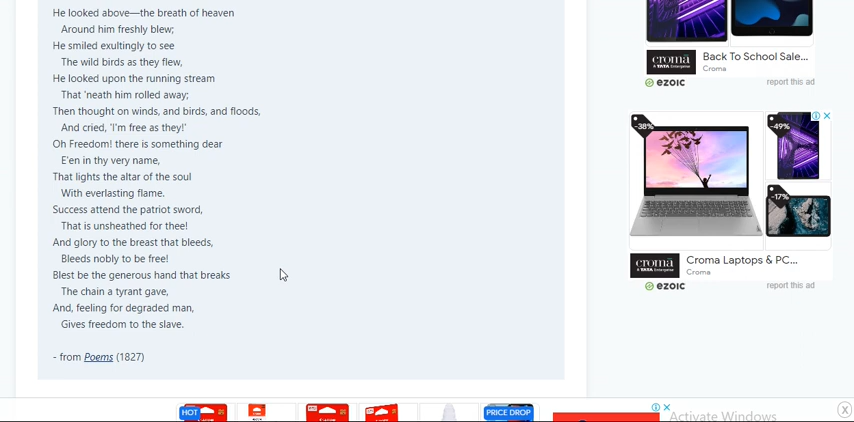 He looked above—the breath of heaven
Around him freshly blew;
He smiled exultingly to see
The wild birds as they flew,
He looked upon the running stream
That 'neath him rolled away;
Then thought on winds, and birds, and floods,
And cried, 'I'm free as they!'
Oh Freedom! there is something dear
E'en in thy very name,
That lights the altar of the soul
With everlasting flame.
Success attend the patriot sword,
That is unsheathed for thee!
And glory to the breast that bleeds,
Bleeds nobly to be free!
Blest be the generous hand that breaks
The chain a tyrant gave,
And, feeling for degraded man,
Gives freedom to the slave.
- from Poems (1827)
cromā
A TATA Enterprise
Back To School Sale...
Croma
ezoic
report this ad
-38%
-49%
-17%
cromā
A TATA Enterprise
Croma Laptops & PC...
Croma
ezoic
report this ad
HOT
PRICE DROP
Activate Windows